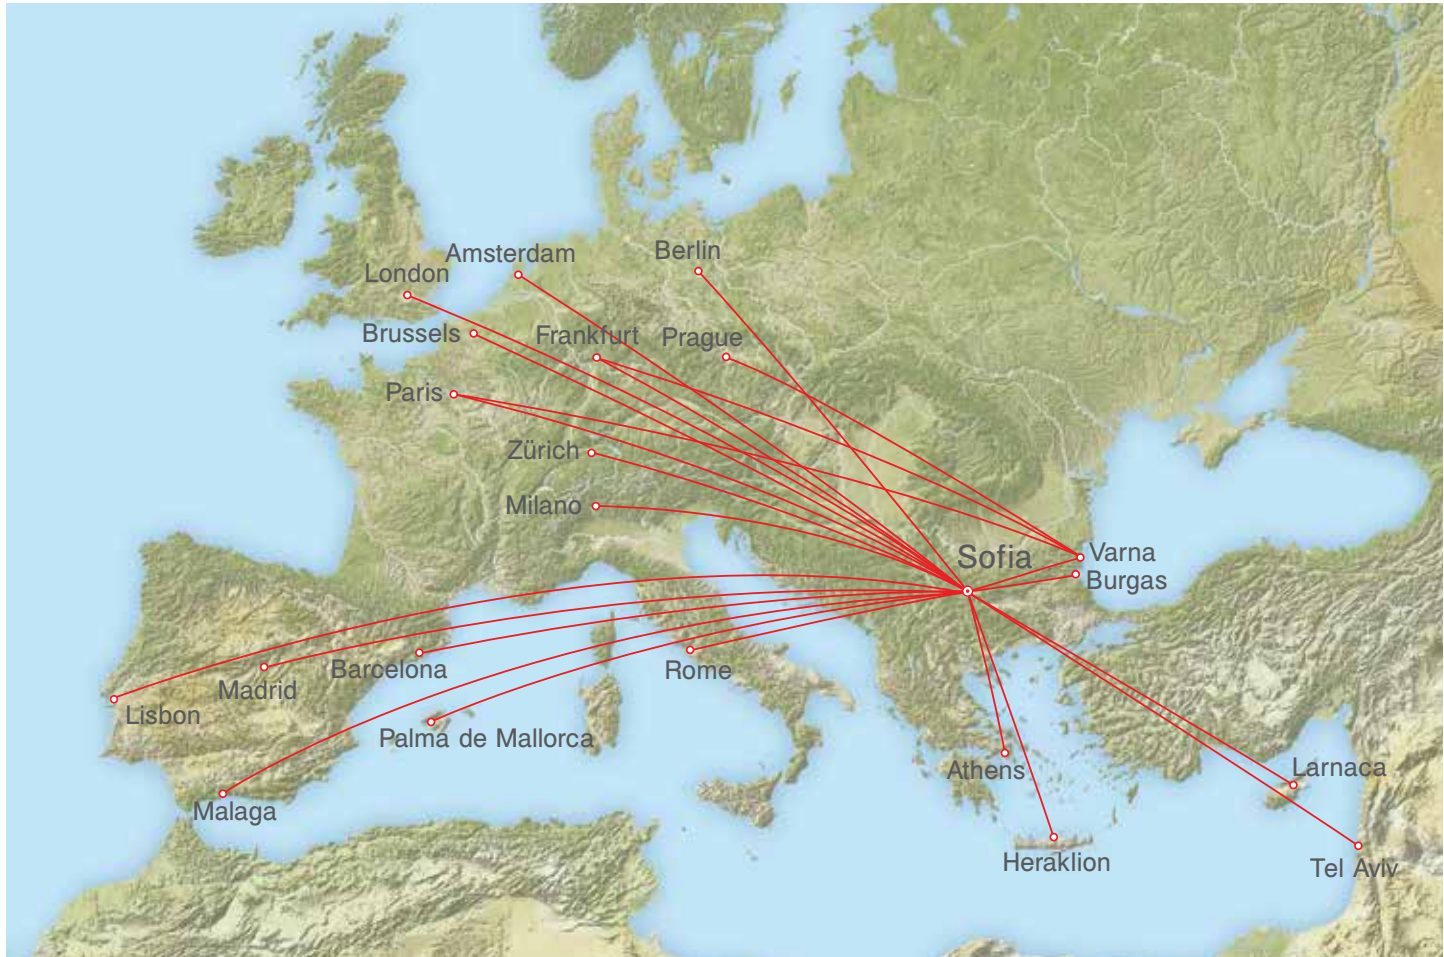 Amsterdam
Berlin
London
Brussels
Frankfurt
Prague
Paris
Zürich
Milano
Sofia
Varna
Burgas
Barcelona
Rome
Madrid
Lisbon
Palma de Mallorca
Athens
Larnaca
Malaga
Heraklion
Tel Aviv